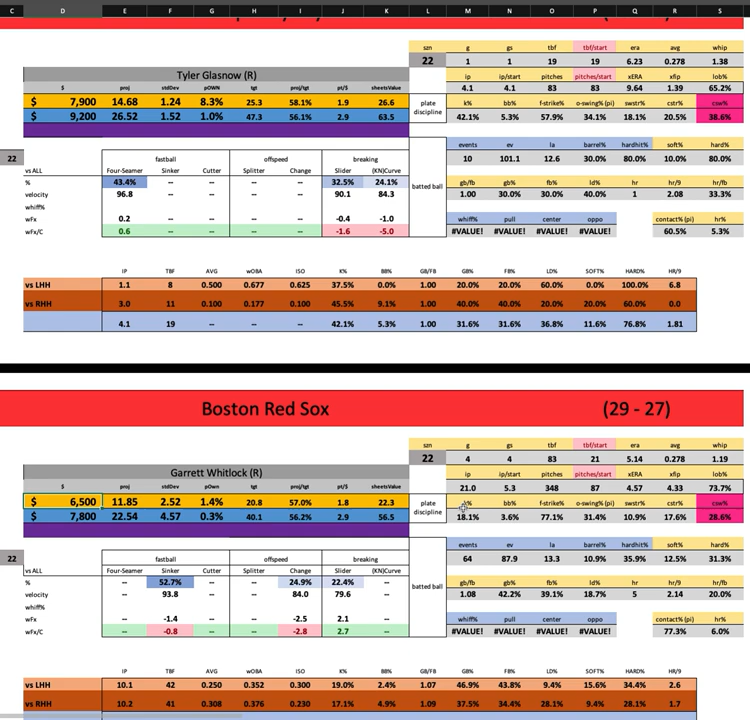 C D E F G H I J K L M N O P Q R S
szn g gs tbf tbf/start era avg whip
22 1 1 19 19 6.23 0.278 1.38
Tyler Glasnow (R) ip ip/start pitches pitches/start xERA xfip lob%
$ proj stdDev pOWN tgt proj/tgt pt/$ sheetsValue 4.1 4.1 83 83 9.24 1.39 65.2%
$ 7,900 14.68 1.24 8.3% 25.3 58.1% 1.9 26.6 plate discipline k% bb% f-strike% o-swing% (pi) swstr% cstr% csw%
$ 9,200 26.52 1.52 1.0% 47.3 56.1% 2.9 63.5 42.1% 5.3% 57.9% 34.1% 18.1% 20.5% 38.6%
events ev la barrel% hardhit% soft% hard%
22 fastball offspeed breaking 10 101.1 12.6 30.0% 80.0% 10.0% 80.0%
vs ALL Four-Seamer Sinker Cutter Splitter Change Slider (KN)Curve
% 43.4% -- -- -- -- 32.5% 24.1% batted ball gb/fb gb% fb% ld% hr hr/9 hr/fb
velocity 96.8 -- -- -- -- 90.1 84.3 1.00 30.0% 30.0% 40.0% 1 2.08 33.3%
whiff%
wFx 0.2 -- -- -- -- -0.4 -1.0 whiff% pull center oppo contact% (pi) hr%
wFx/C 0.6 -- -- -- -- -1.6 -5.0 #VALUE! #VALUE! #VALUE! #VALUE! 60.5% 5.3%
IP TBF AVG wOBA ISO K% BB% GB/FB GB% FB% LD% SOFT% HARD% HR/9
vs LHH 1.1 8 0.500 0.677 0.625 37.5% 0.0% 1.00 20.0% 20.0% 60.0% 0.0% 100.0% 6.8
vs RHH 3.0 11 0.100 0.177 0.100 45.5% 9.1% 1.00 40.0% 40.0% 20.0% 20.0% 60.0% 0.0
4.1 19 -- -- -- 42.1% 5.3% 1.00 31.6% 31.6% 36.8% 11.6% 76.8% 1.81
Boston Red Sox (29 - 27)
szn g gs tbf tbf/start era avg whip
22 4 4 83 21 5.14 0.278 1.19
Garrett Whitlock (R) ip ip/start pitches pitches/start xERA xfip lob%
$ proj stdDev pOwn tgt proj/tgt pt/$ sheetsValue 21.0 5.3 348 87 4.57 4.33 73.7%
$ 6,500 11.85 2.52 1.4% 20.8 57.0% 1.8 22.3 plate discipline k% bb% f-strike% o-swing% (pi) swstr% cstr% csw%
$ 7,800 22.54 4.57 0.3% 40.1 56.2% 2.9 56.5 18.1% 3.6% 77.1% 31.4% 10.9% 17.6% 28.6%
events ev la barrel% hardhit% soft% hard%
22 fastball offspeed breaking 64 87.9 13.3 10.9% 35.9% 12.5% 31.3%
vs ALL Four-Seamer Sinker Cutter Splitter Change Slider (KN)Curve
% -- 52.7% -- -- 24.9% 22.4% -- batted ball gb/fb gb% fb% ld% hr hr/9 hr/fb
velocity -- 93.8 -- -- 84.0 79.6 -- 1.08 42.2% 39.1% 18.7% 5 2.14 20.0%
whiff%
wFx -- -1.4 -- -- -2.5 2.1 -- whiff% pull center oppo contact% (pi) hr%
wFx/C -- -0.8 -- -- -2.8 2.7 -- #VALUE! #VALUE! #VALUE! #VALUE! 77.3% 6.0%
IP TBF AVG wOBA ISO K% BB% GB/FB GB% FB% LD% SOFT% HARD% HR/9
vs LHH 10.1 42 0.250 0.352 0.300 19.0% 2.4% 1.07 46.9% 43.8% 9.4% 15.6% 34.4% 2.6
vs RHH 10.2 41 0.308 0.376 0.230 17.1% 4.9% 1.09 37.5% 34.4% 28.1% 9.4% 28.1% 1.7